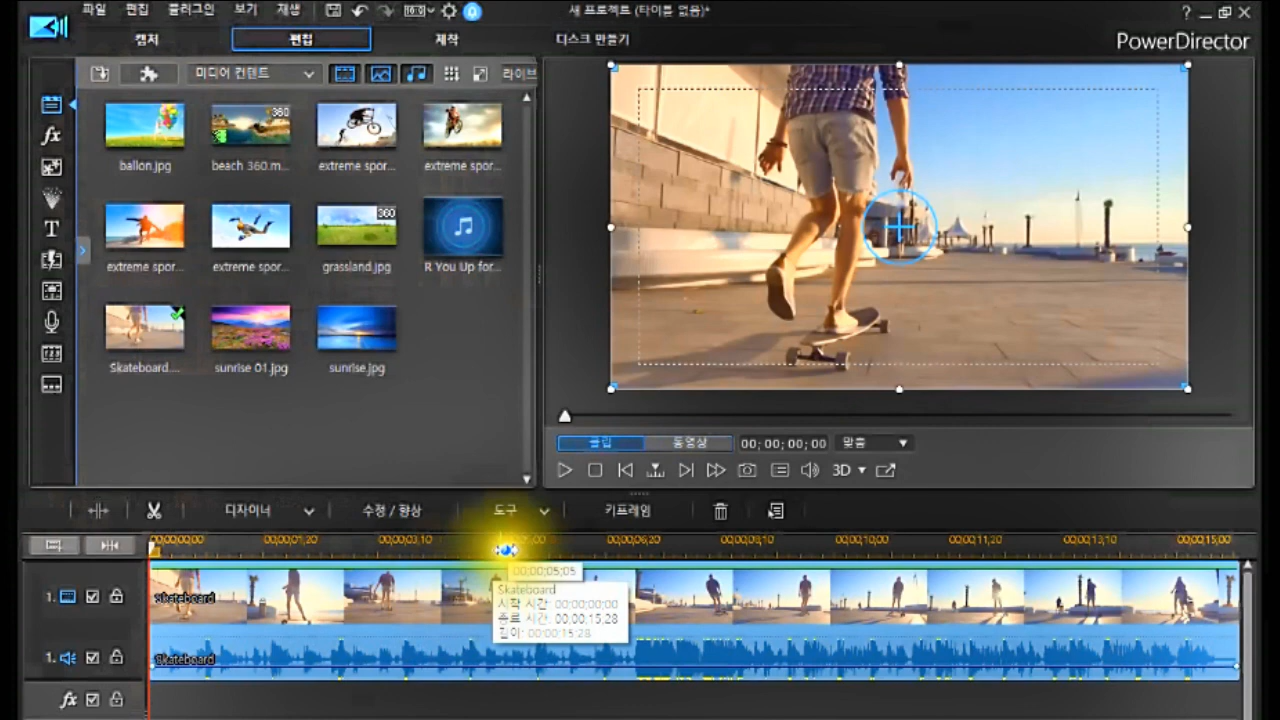 파일 편집 플러그인 보기 재생 16:9 새 프로젝트 (타이틀 없음)*
캡처 편집 제작 디스크 만들기 PowerDirector
미디어 컨텐트 라이브
ballon.jpg beach 360.m... extreme spor... extreme spor...
360
extreme spor... extreme spor... grassland.jpg R You Up for...
360
Skateboard.... sunrise 01.jpg sunrise.jpg
클립 동영상 00; 00; 00; 00 맞춤
3D
디자이너 수정 / 향상 도구 키프레임
00;00;00;00 00;00;01;20 00;00;03;10 00;00;06;20 00;00;08;10 00;00;10;00 00;00;11;20 00;00;13;10 00;00;15;00
00;00;05;05
Skateboard
시작 시간: 00;00;00;00
종료 시간: 00;00;15;28
길이: 00;00;15;28
1. Skateboard
1. Skateboard
fx